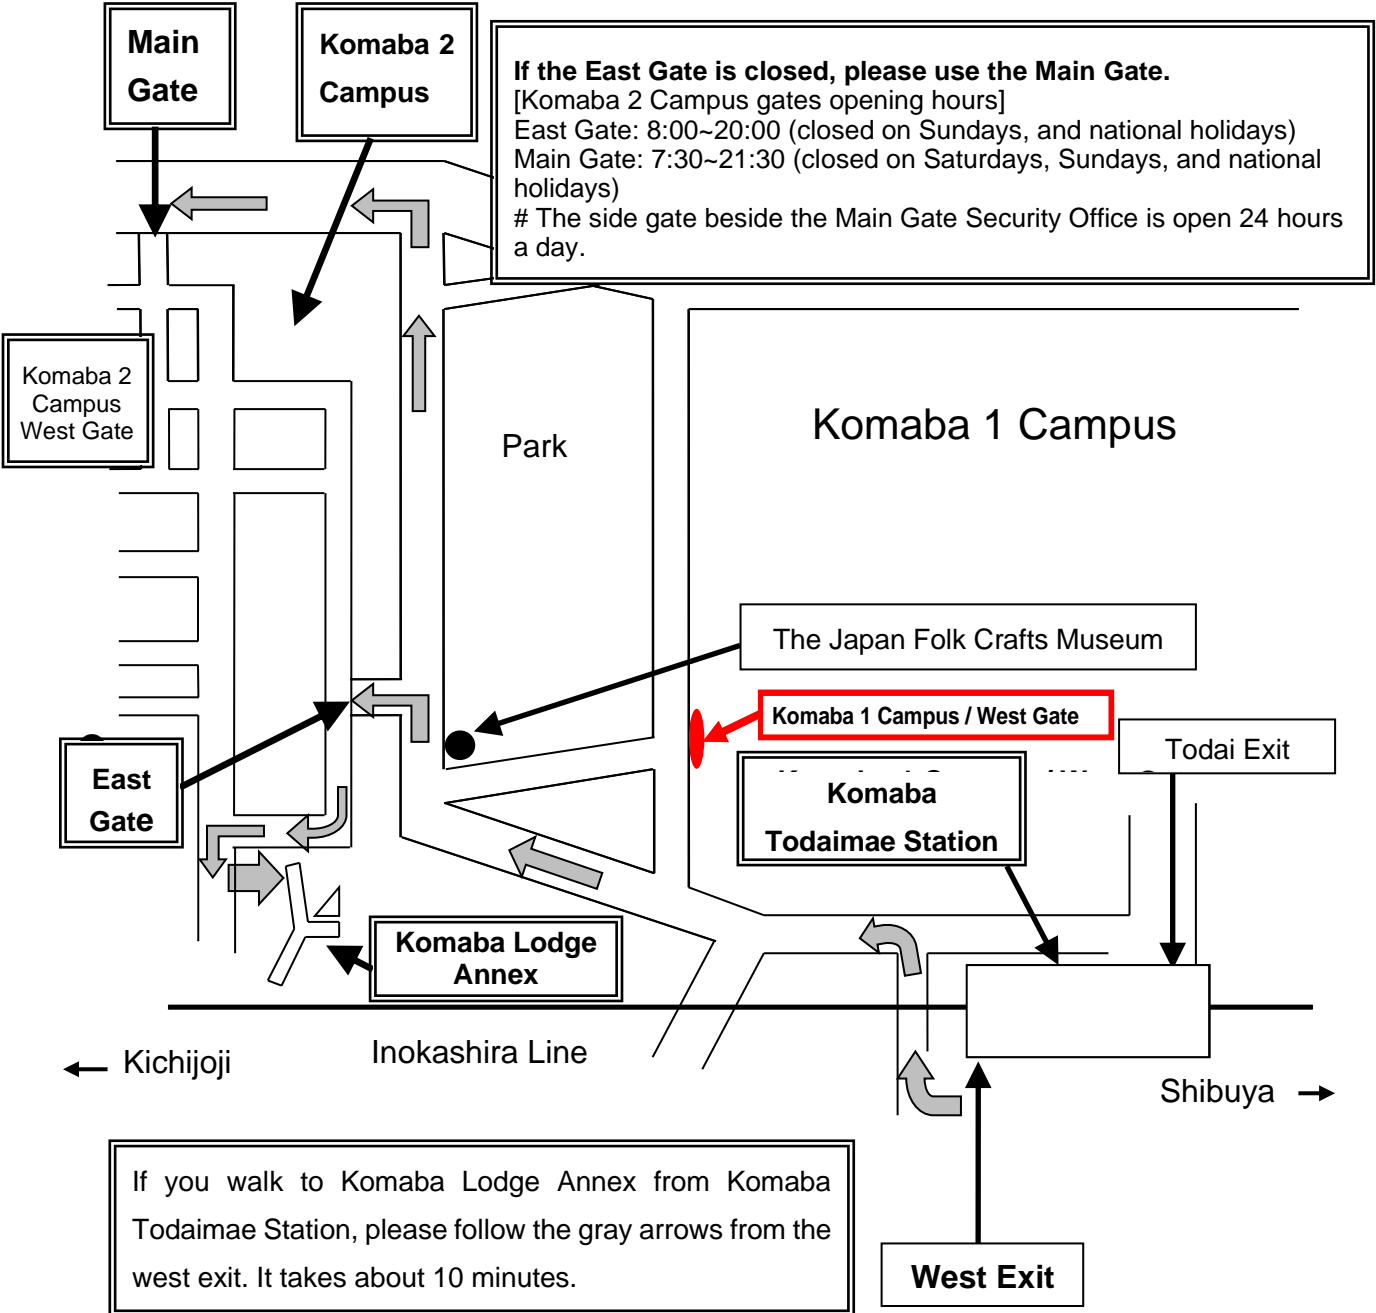 Main
Gate
Komaba 2
Campus
If the East Gate is closed, please use the Main Gate.
[Komaba 2 Campus gates opening hours]
East Gate: 8:00~20:00 (closed on Sundays, and national holidays)
Main Gate: 7:30~21:30 (closed on Saturdays, Sundays, and national
holidays)
# The side gate beside the Main Gate Security Office is open 24 hours
a day.
Komaba 2
Campus
West Gate
Park
Komaba 1 Campus
The Japan Folk Crafts Museum
Komaba 1 Campus / West Gate
Todai Exit
East
Gate
Komaba
Todaimae Station
Komaba Lodge
Annex
Kichijoji
Inokashira Line
Shibuya
If you walk to Komaba Lodge Annex from Komaba
Todaimae Station, please follow the gray arrows from the
west exit. It takes about 10 minutes.
West Exit